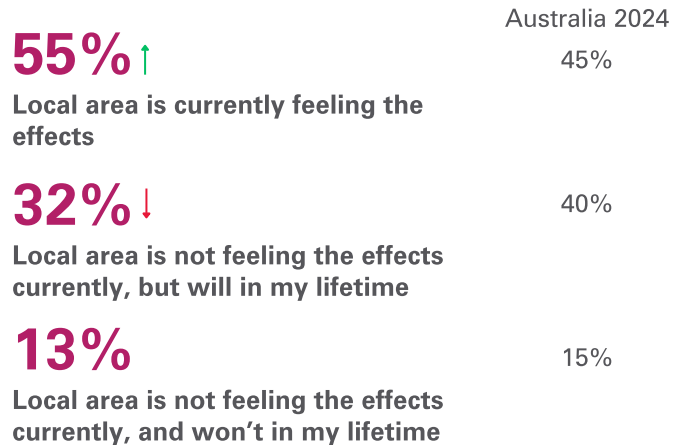 Australia 2024
55% ↑
45%
Local area is currently feeling the
effects
32% ↓
40%
Local area is not feeling the effects
currently, but will in my lifetime
13%
15%
Local area is not feeling the effects
currently, and won’t in my lifetime